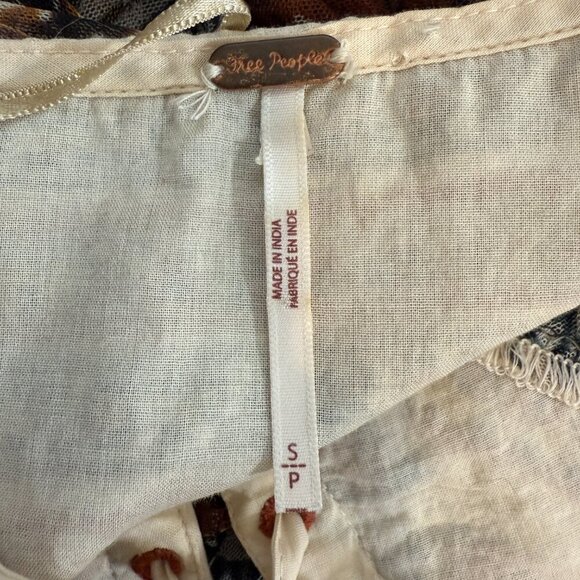 Free People
MADE IN INDIA
FABRIQUÉ EN INDE
S
P